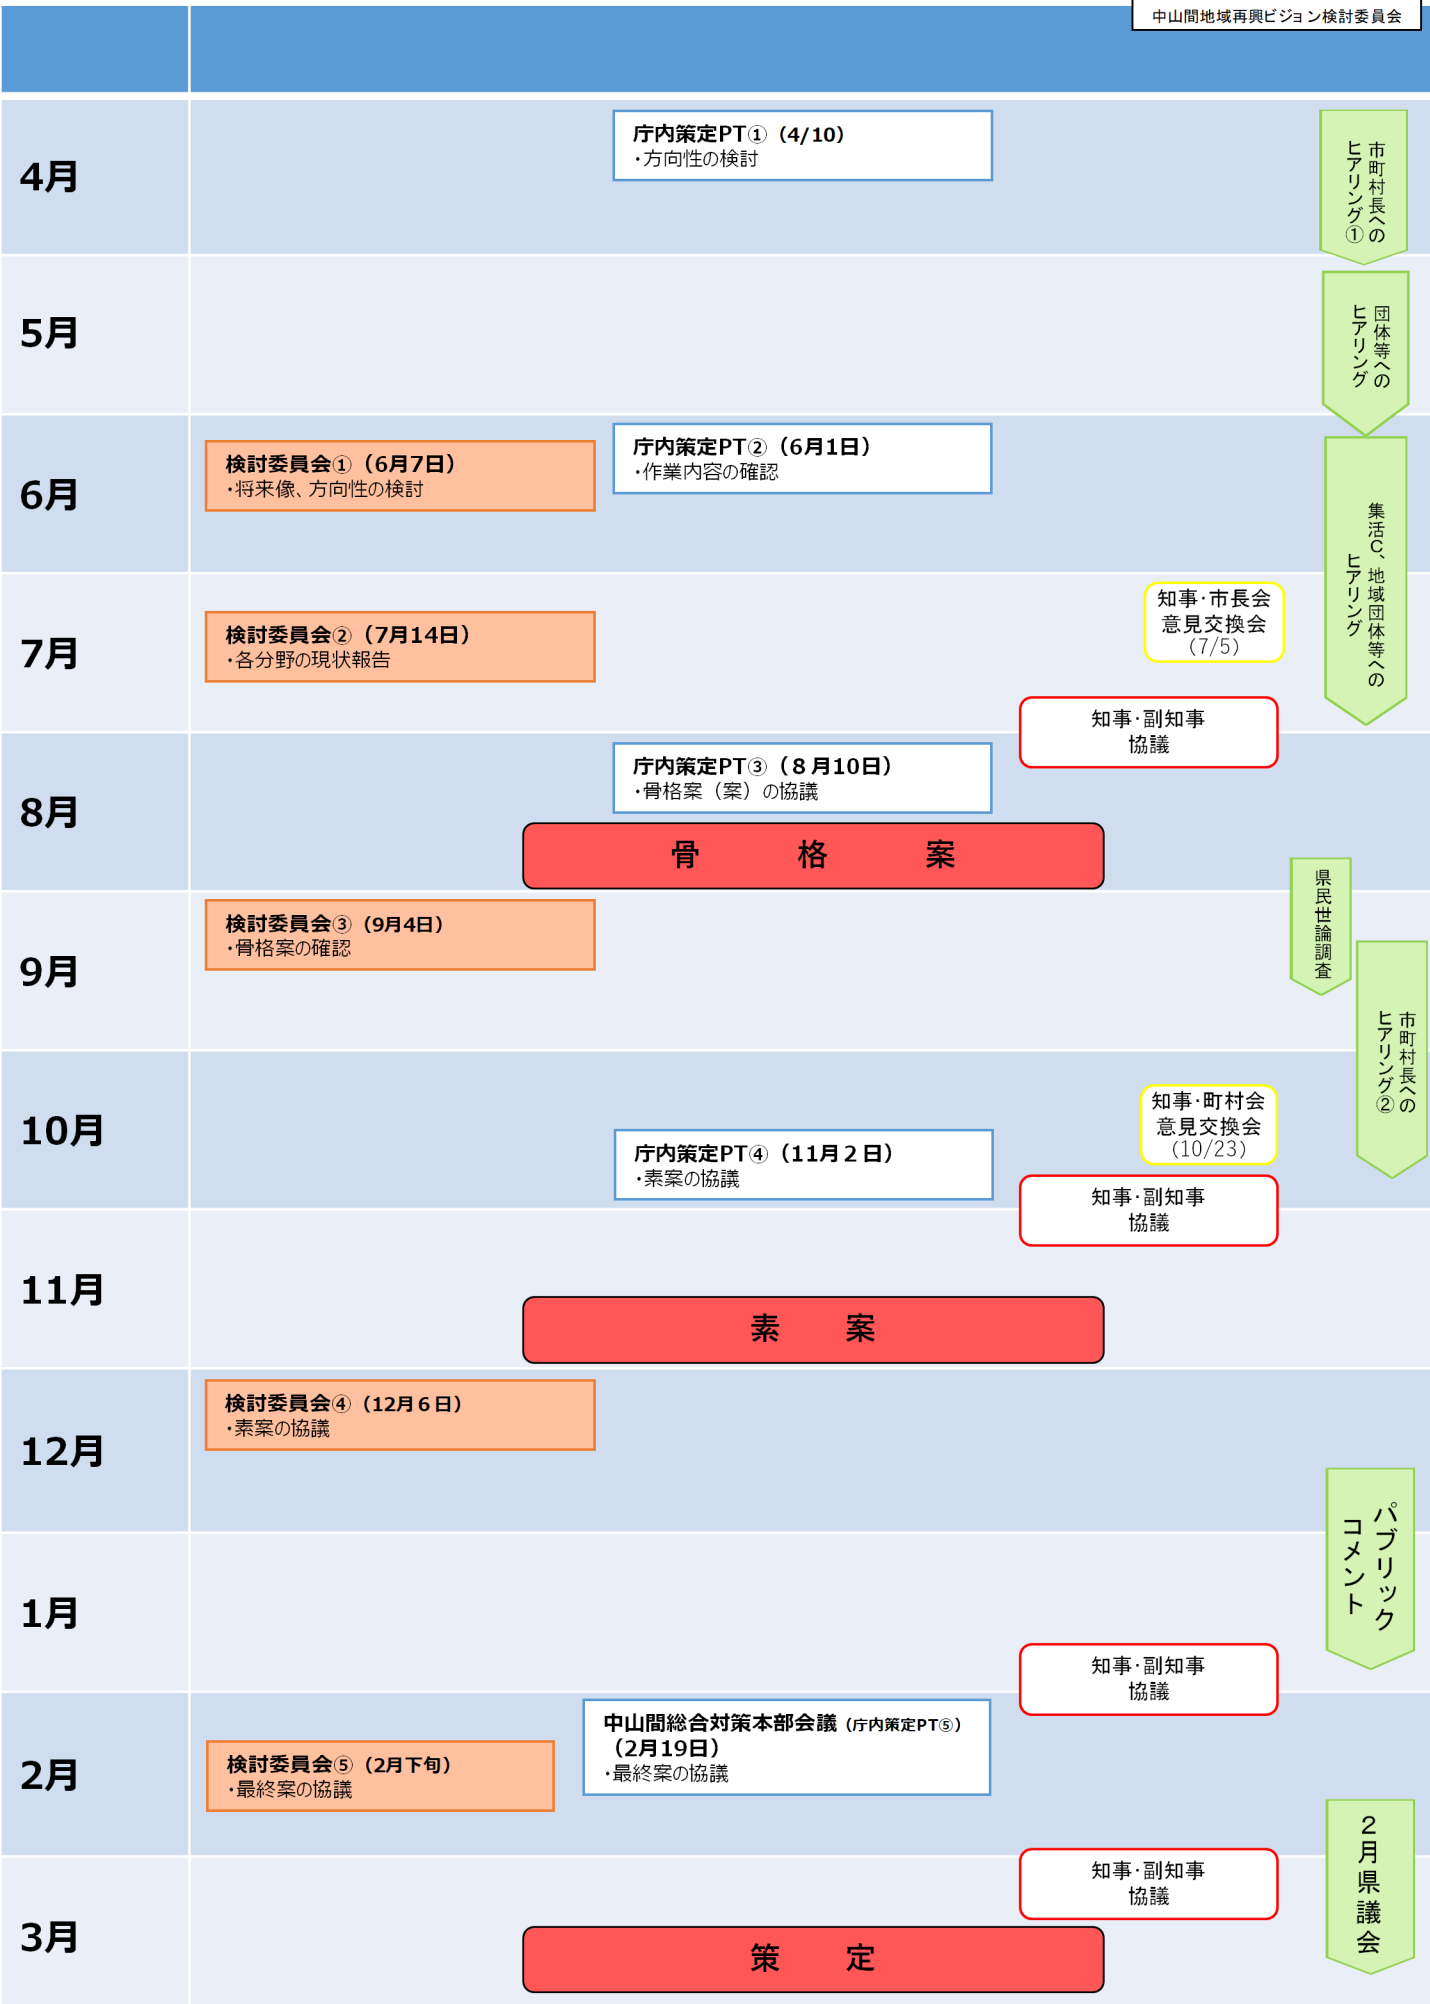 中山間地域再興ビジョン検討委員会
4月
庁内策定PT①（4/10）
・方向性の検討
市町村長への
ヒアリング①
5月
団体等への
ヒアリング
6月
検討委員会①（6月7日）
・将来像、方向性の検討
庁内策定PT②（6月1日）
・作業内容の確認
集活Ｃ、地域団体等への
ヒアリング
7月
検討委員会②（7月14日）
・各分野の現状報告
知事・市長会
意見交換会
（7/5）
知事・副知事
協議
8月
庁内策定PT③（８月10日）
・骨格案（案）の協議
骨　格　案
県民世論調査
9月
検討委員会③（9月4日）
・骨格案の確認
市町村長への
ヒアリング②
10月
庁内策定PT④（11月２日）
・素案の協議
知事・町村会
意見交換会
（10/23）
知事・副知事
協議
11月
素　案
12月
検討委員会④（12月６日）
・素案の協議
パブリック
コメント
1月
知事・副知事
協議
2月
検討委員会⑤（2月下旬）
・最終案の協議
中山間総合対策本部会議（庁内策定PT⑤）
（2月19日）
・最終案の協議
２月県議会
3月
知事・副知事
協議
策　定